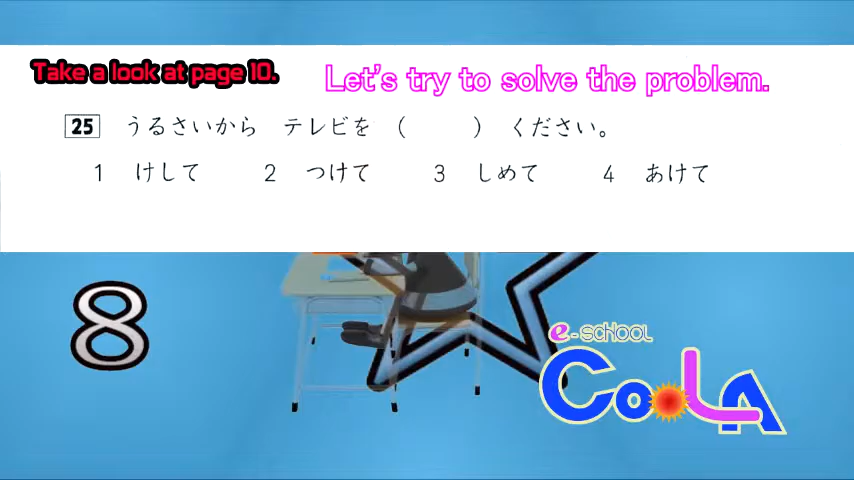 Take a look at page 10.
Let's try to solve the problem.
25 うるさいから テレビを ( ) ください。
1 けして 2 つけて 3 しめて 4 あけて
8
e-SCHOOL
CooLA